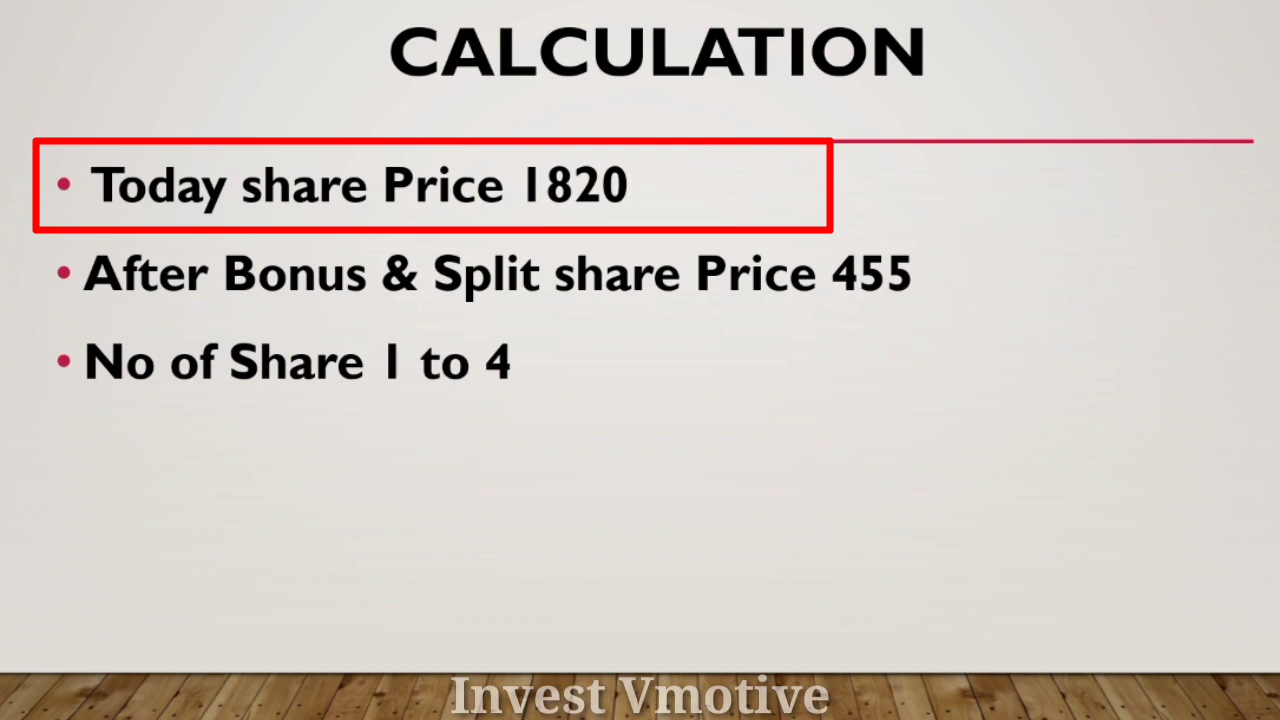 CALCULATION
• Today share Price 1820
• After Bonus & Split share Price 455
• No of Share 1 to 4
Invest Vmotive